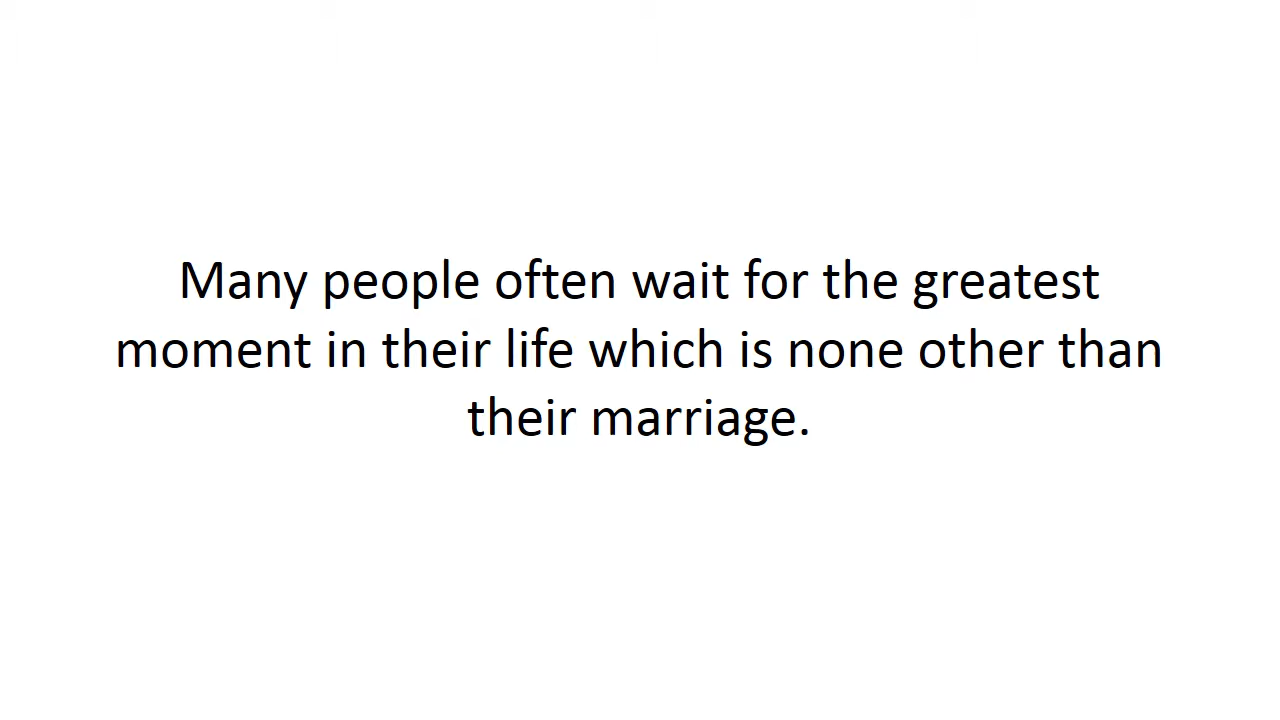 Many people often wait for the greatest
moment in their life which is none other than
their marriage.